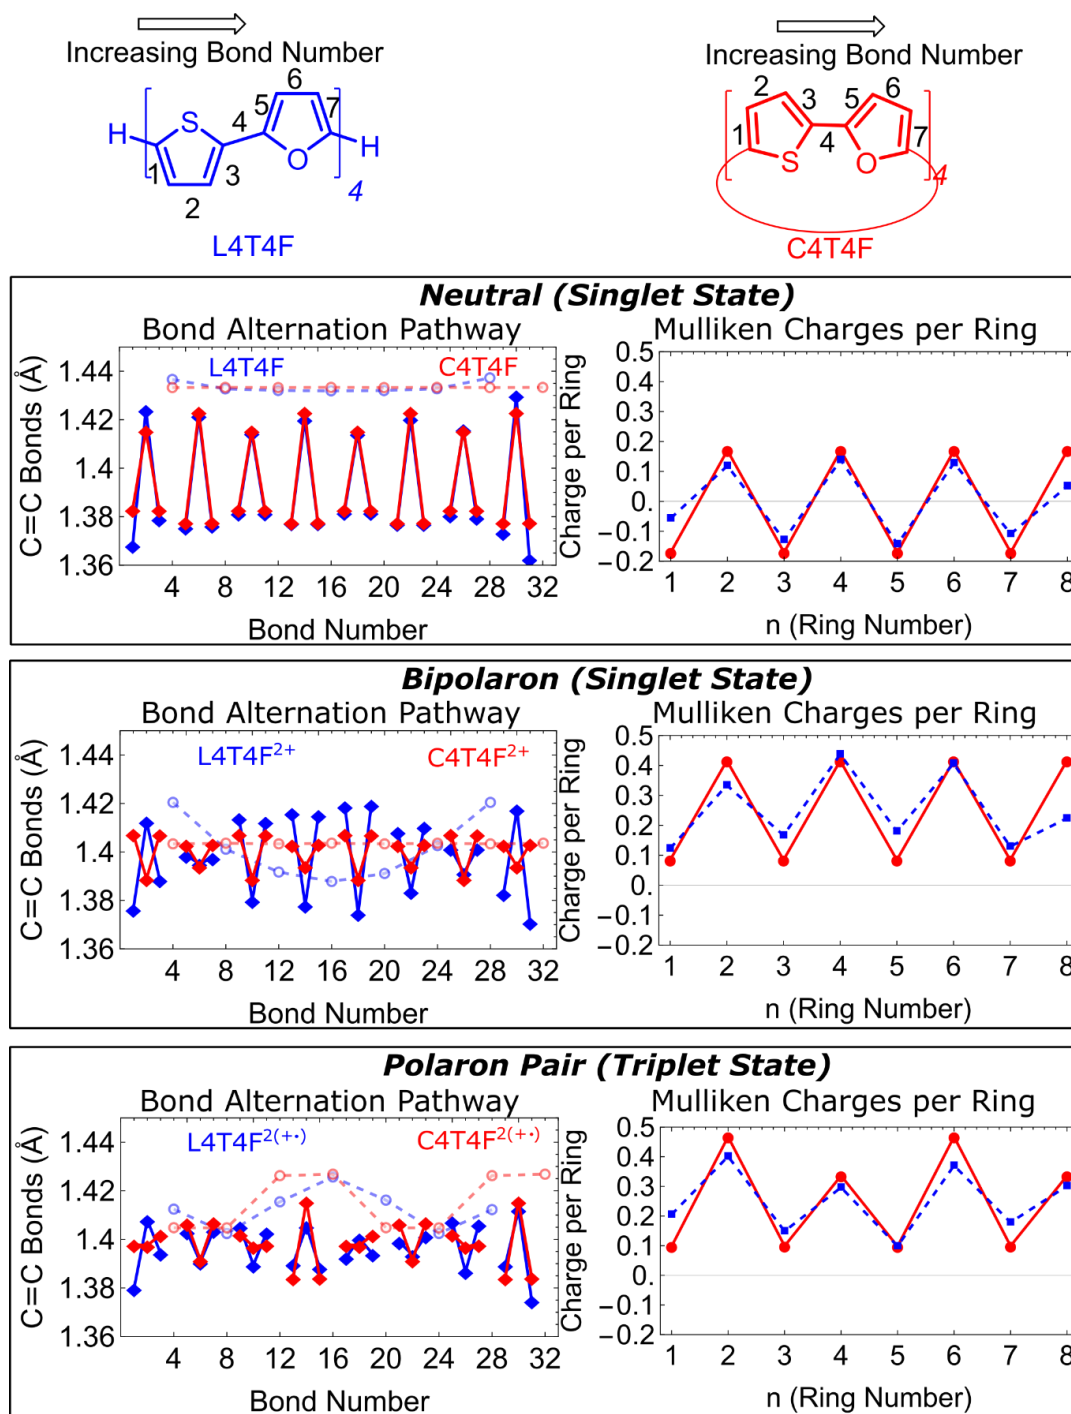 Increasing Bond Number
Increasing Bond Number
6
S
4
5
7
H
H
O
1
3
4
2
L4T4F
2
6
3
5
1
7
4
S
O
4
C4T4F
Neutral (Singlet State)
Bond Alternation Pathway
Mulliken Charges per Ring
L4T4F
C4T4F
C=C Bonds (Å)
1.44
1.42
1.4
1.38
1.36
4 8 12 16 20 24 28 32
Bond Number
Charge per Ring
0.5
0.4
0.3
0.2
0.1
0.
−0.1
−0.2
1 2 3 4 5 6 7 8
n (Ring Number)
Bipolaron (Singlet State)
Bond Alternation Pathway
Mulliken Charges per Ring
L4T4F2+
C4T4F2+
C=C Bonds (Å)
1.44
1.42
1.4
1.38
1.36
4 8 12 16 20 24 28 32
Bond Number
Charge per Ring
0.5
0.4
0.3
0.2
0.1
0.
−0.1
−0.2
1 2 3 4 5 6 7 8
n (Ring Number)
Polaron Pair (Triplet State)
Bond Alternation Pathway
Mulliken Charges per Ring
L4T4F2(+•)
C4T4F2(+•)
C=C Bonds (Å)
1.44
1.42
1.4
1.38
1.36
4 8 12 16 20 24 28 32
Bond Number
Charge per Ring
0.5
0.4
0.3
0.2
0.1
0.
−0.1
−0.2
1 2 3 4 5 6 7 8
n (Ring Number)